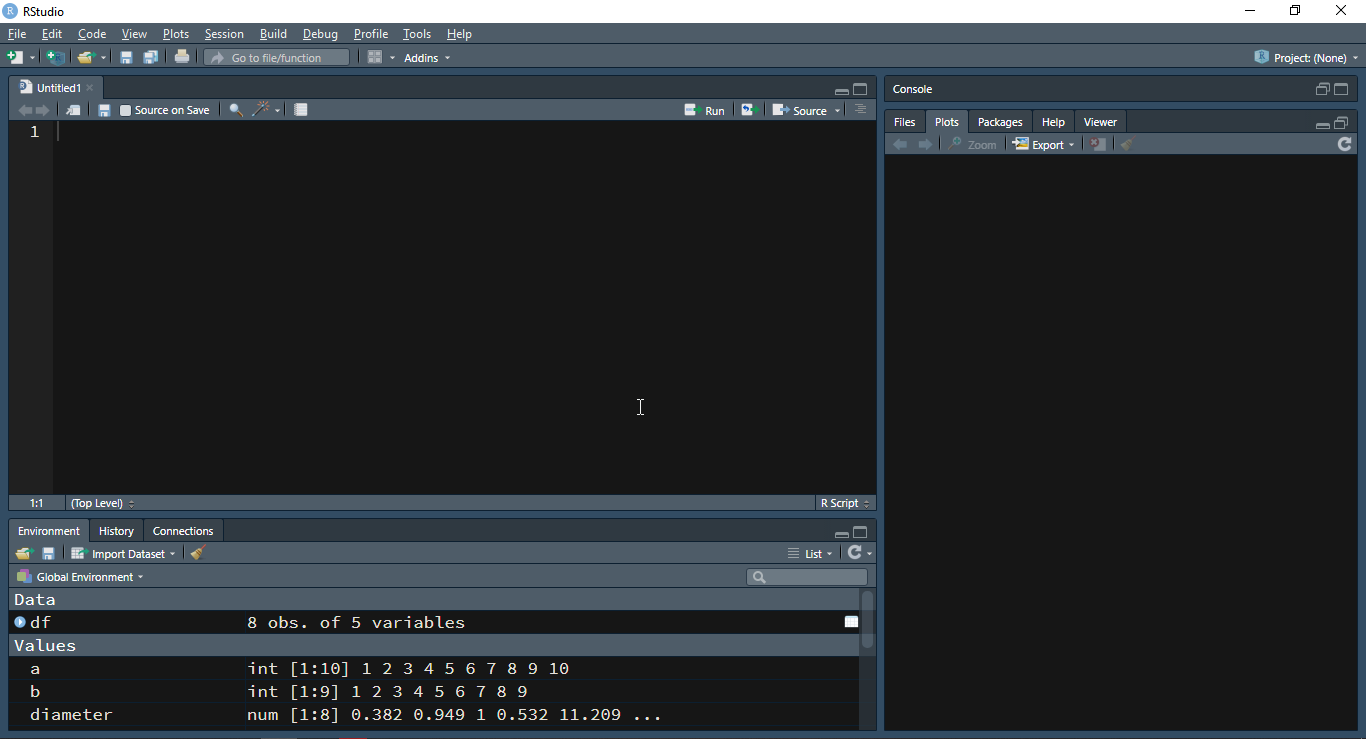 RStudio
File Edit Code View Plots Session Build Debug Profile Tools Help
Go to file/function Addins Project: (None)
Untitled1
Source on Save Run Source
1
1:1 (Top Level) R Script
Environment History Connections
Import Dataset List
Global Environment
Data
df 8 obs. of 5 variables
Values
a int [1:10] 1 2 3 4 5 6 7 8 9 10
b int [1:9] 1 2 3 4 5 6 7 8 9
diameter num [1:8] 0.382 0.949 1 0.532 11.209 ...
Console
Files Plots Packages Help Viewer
Zoom Export